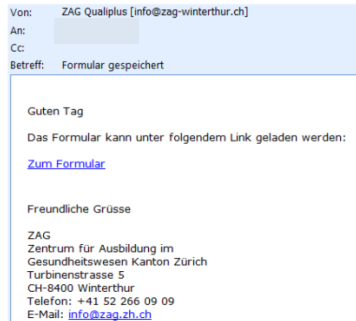 Von: ZAG Qualiplus [info@zag-winterthur.ch]
An:
Cc:
Betreff: Formular gespeichert
Guten Tag
Das Formular kann unter folgendem Link geladen werden:
Zum Formular
Freundliche Grüsse
ZAG
Zentrum für Ausbildung im
Gesundheitswesen Kanton Zürich
Turbinenstrasse 5
CH-8400 Winterthur
Telefon: +41 52 266 09 09
E-Mail: info@zag.zh.ch